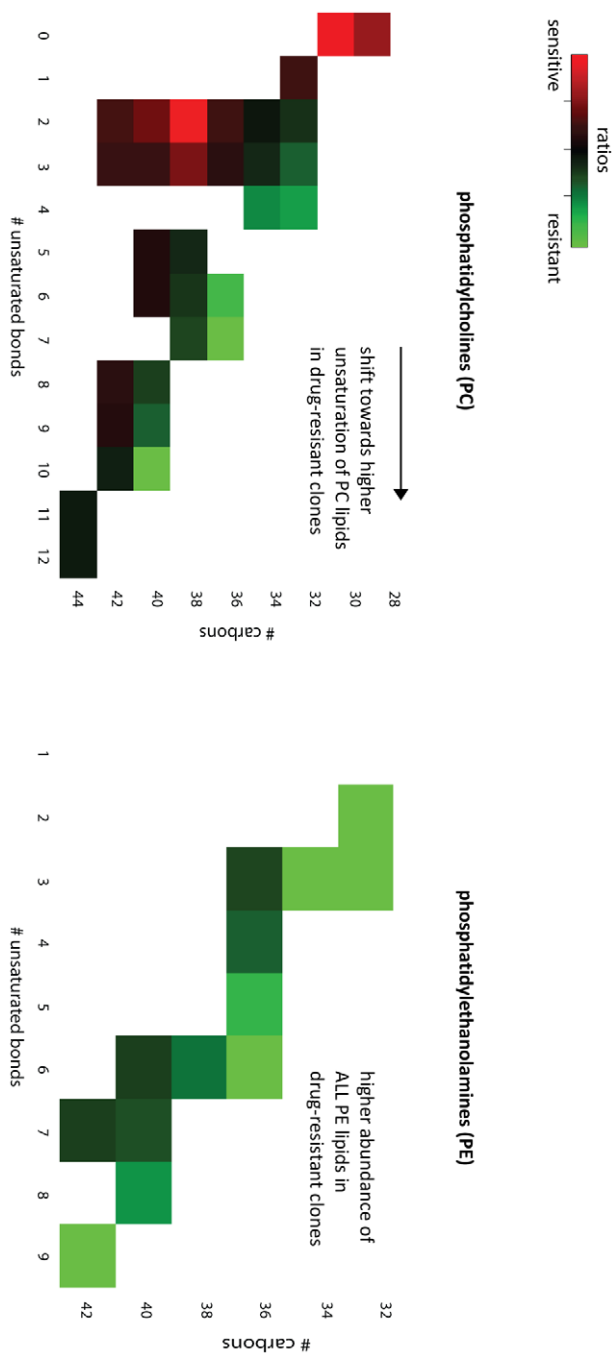 sensitive
resistant
ratios
phosphatidylcholines (PC)
shift towards higher
unsaturation of PC lipids
in drug-resisant clones
28
30
32
34
36
38
40
42
44
# carbons
0
1
2
3
4
5
6
7
8
9
10
11
12
# unsaturated bonds
phosphatidylethanolamines (PE)
higher abundance of
ALL PE lipids in
drug-resistant clones
32
34
36
38
40
42
# carbons
1
2
3
4
5
6
7
8
9
# unsaturated bonds